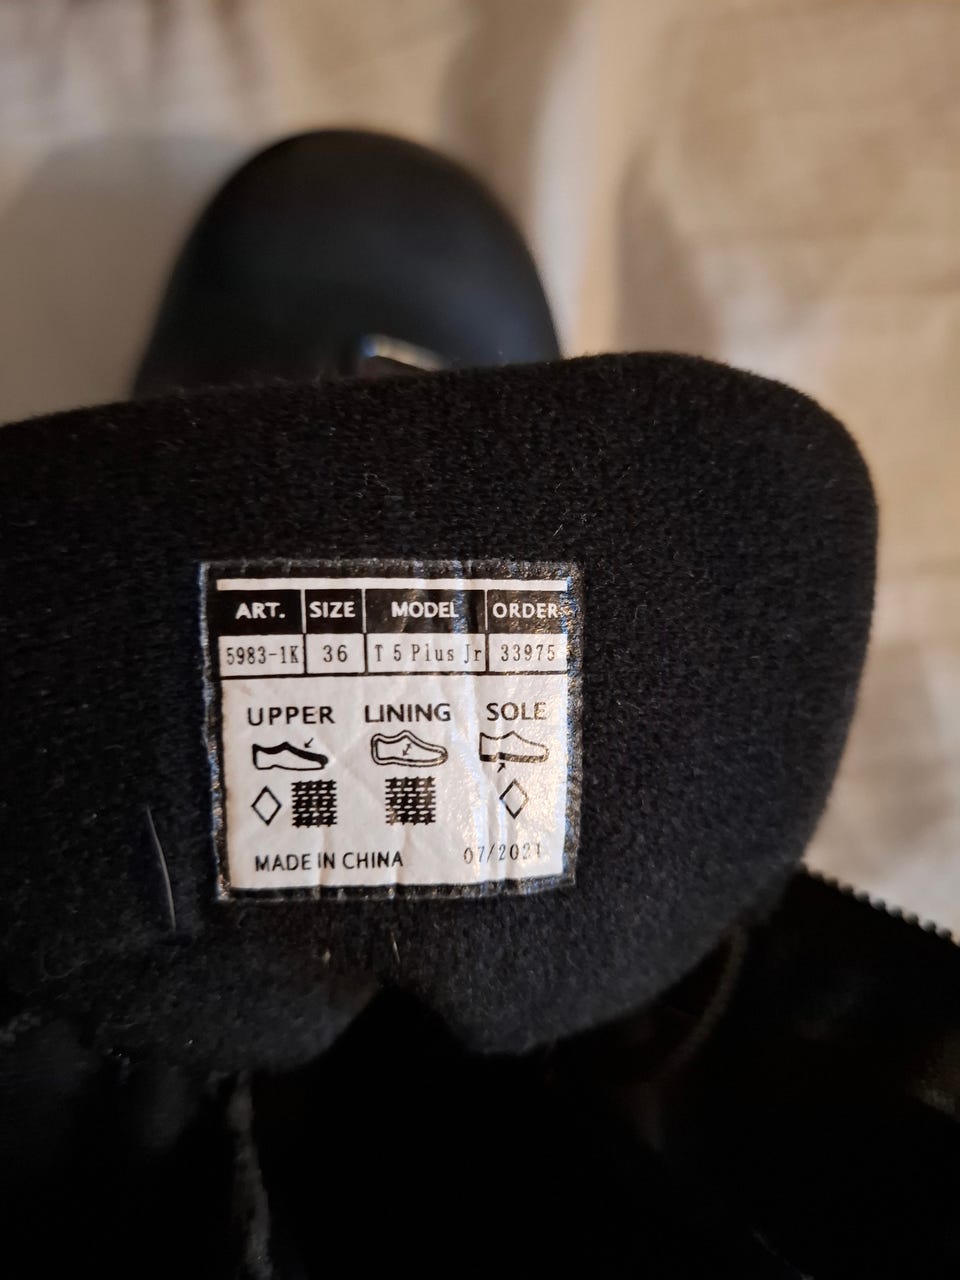 ART. SIZE MODEL ORDER
5983-1K 36 T 5 Plus Jr 33975
UPPER LINING SOLE
MADE IN CHINA 07/2021